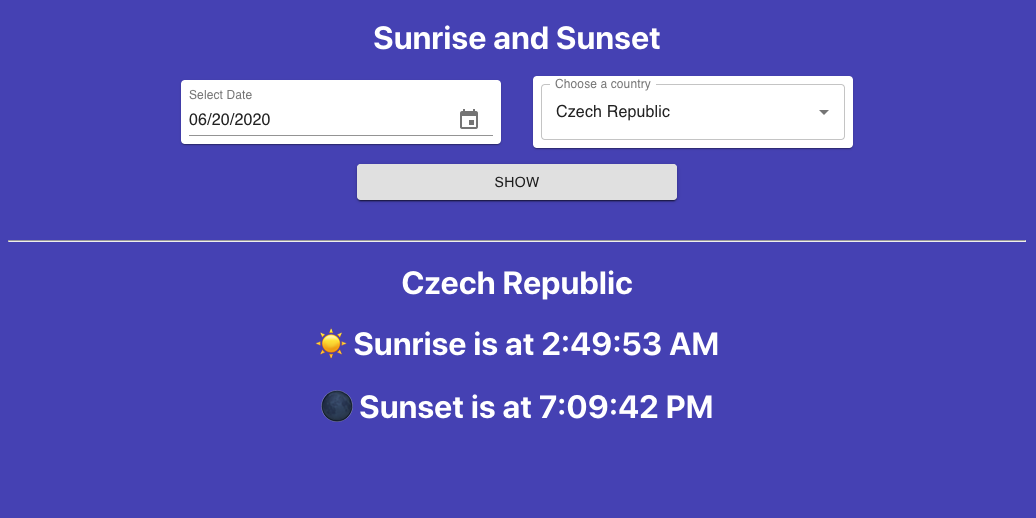 Sunrise and Sunset
Select Date
06/20/2020
Choose a country
Czech Republic
SHOW
Czech Republic
Sunrise is at 2:49:53 AM
Sunset is at 7:09:42 PM